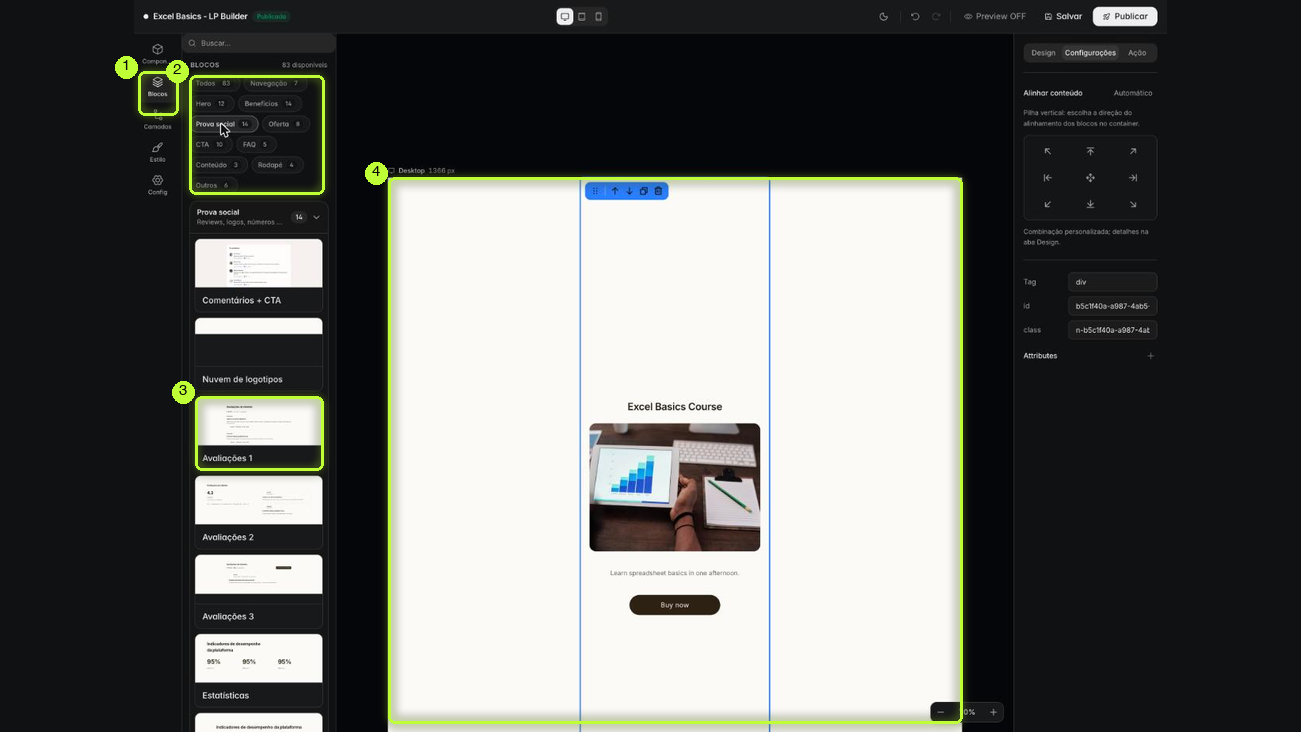 Excel Basics - LP Builder
Publicada
Preview OFF
Salvar
Publicar
1
2
Compon...
Blocos
Camadas
Estilo
Config
Buscar...
BLOCOS
83 disponíveis
Todos 83
Navegação 7
Hero 12
Benefícios 14
Prova social 14
Oferta 8
CTA 10
FAQ 5
Conteúdo 3
Rodapé 4
Outros 6
Prova social
Reviews, logos, números ...
14
Comentários + CTA
Nuvem de logotipos
3
Avaliações 1
Avaliações 2
Avaliações 3
Indicadores de desempenho
da plataforma
95% 95% 95%
Estatísticas
Indicadores de desempenho da plataforma
4
Desktop 1366 px
Excel Basics Course
Learn spreadsheet basics in one afternoon.
Buy now
Design
Configurações
Ação
Alinhar conteúdo
Automático
Pilha vertical: escolha a direção do
alinhamento dos blocos no container.
Combinação personalizada; detalhes na
aba Design.
Tag
div
id
b5c1f40a-a987-4ab5-
class
n-b5c1f40a-a987-4ab
Attributes